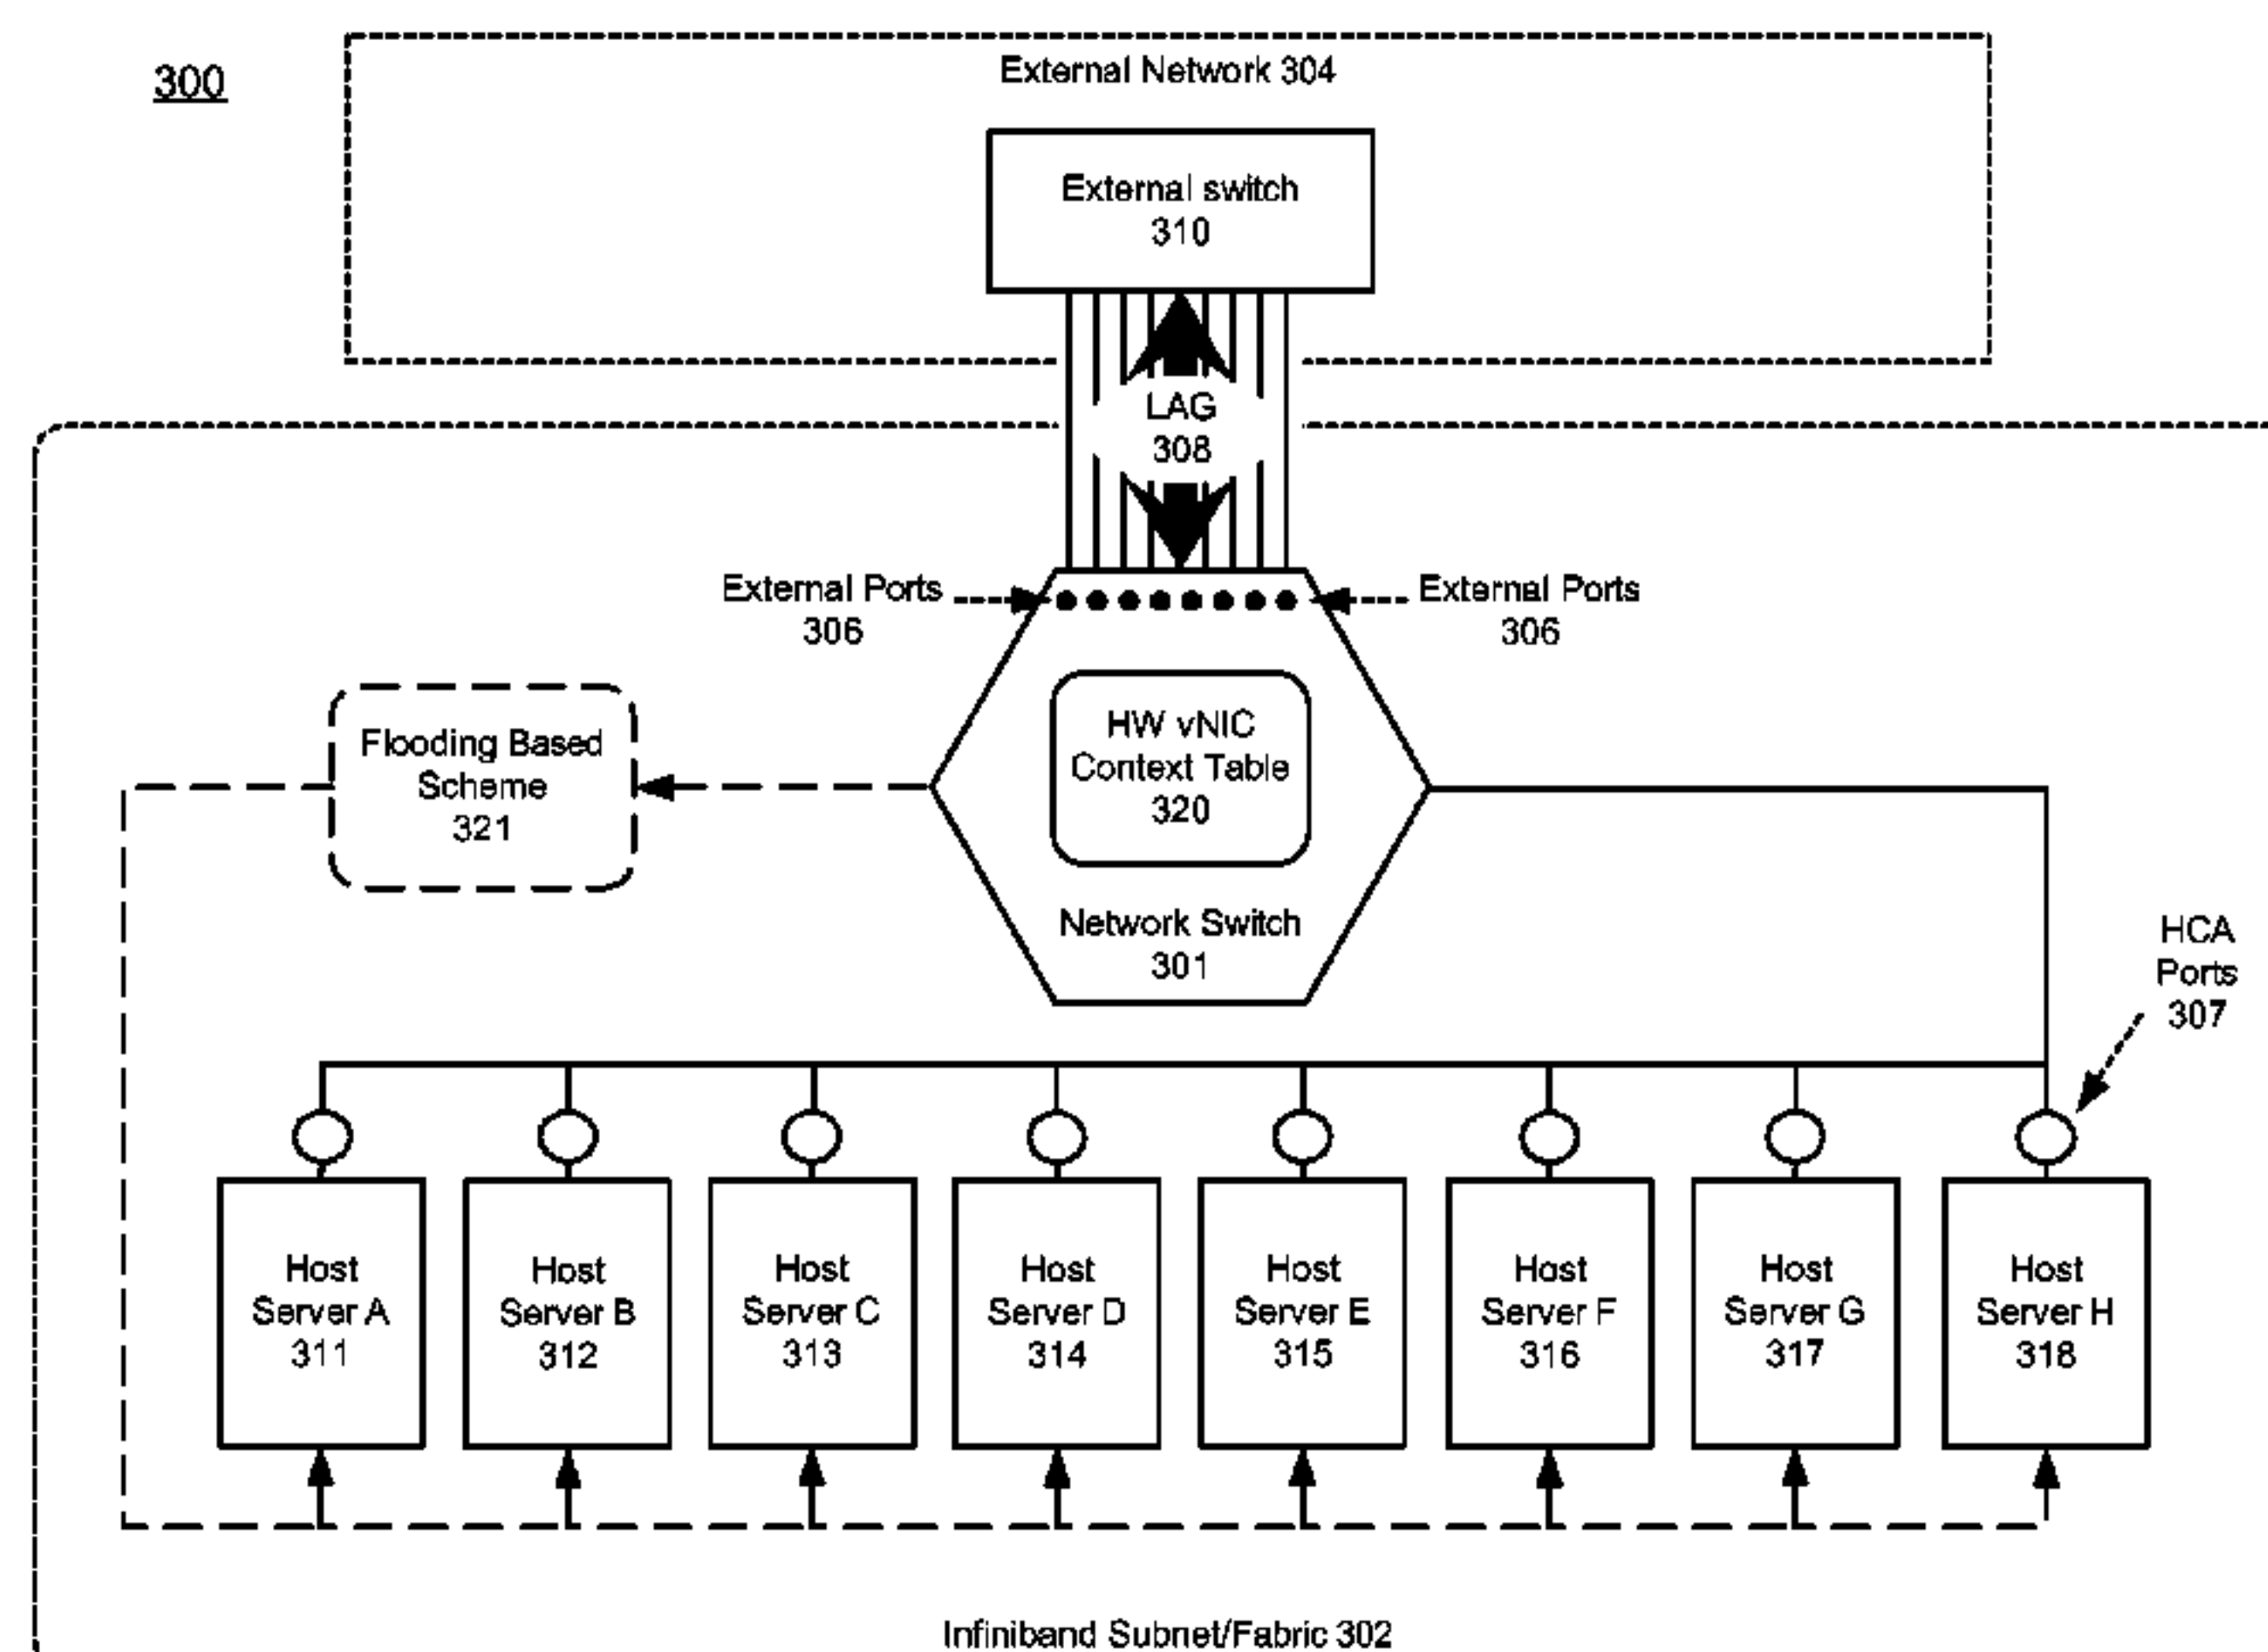 300
External Network 304
External switch
310
LAG
308
External Ports
306
External Ports
306
Flooding Based
Scheme
321
HW vNIC
Context Table
320
Network Switch
301
HCA
Ports
307
Host
Server A
311
Host
Server B
312
Host
Server C
313
Host
Server D
314
Host
Server E
315
Host
Server F
316
Host
Server G
317
Host
Server H
318
Infiniband Subnet/Fabric 302